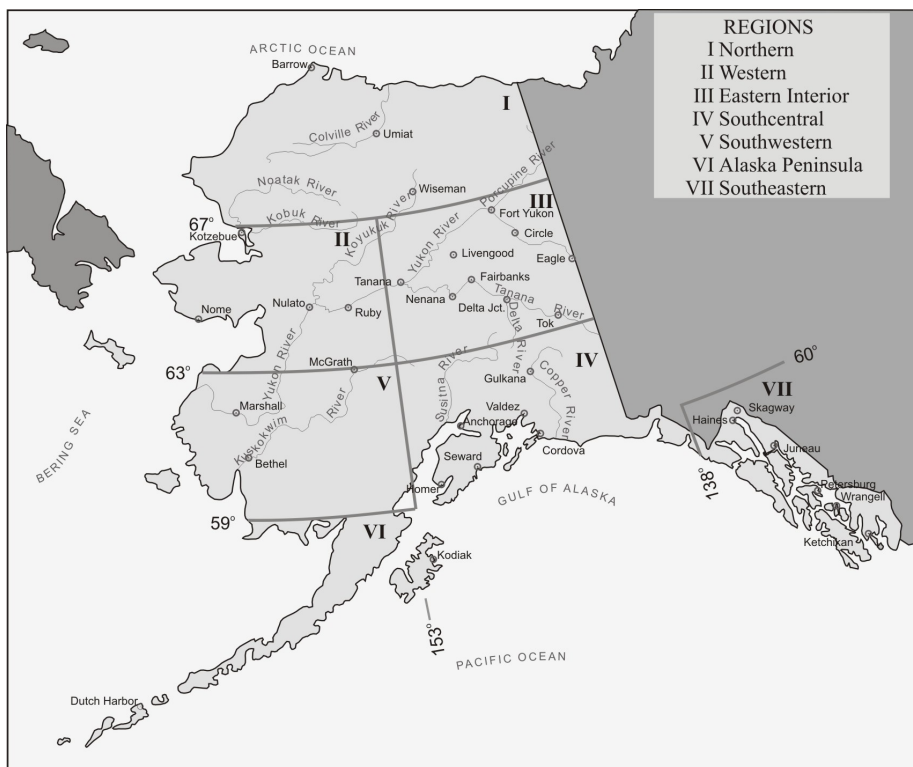 REGIONS
I Northern
II Western
III Eastern Interior
IV Southcentral
V Southwestern
VI Alaska Peninsula
VII Southeastern
ARCTIC OCEAN
Barrow
I
Colville River
Umiat
Noatak River
Wiseman
Porcupine River
67°
Kobuk River
Koyukuk River
III
Fort Yukon
Kotzebue
II
Yukon River
Circle
Livengood
Eagle
Tanana
Fairbanks
Nenana
Tanana River
Nome
Nulato
Ruby
Delta Jct.
Delta River
Tok
Yukon River
McGrath
63°
V
Susitna River
Gulkana
Copper River
IV
60°
VII
Marshall
Kuskokwim River
Valdez
Anchorage
Cordova
Skagway
Haines
Juneau
BERING SEA
Bethel
Seward
Homer
GULF OF ALASKA
138°
Petersburg
Wrangell
Ketchikan
59°
VI
Kodiak
153°
PACIFIC OCEAN
Dutch Harbor